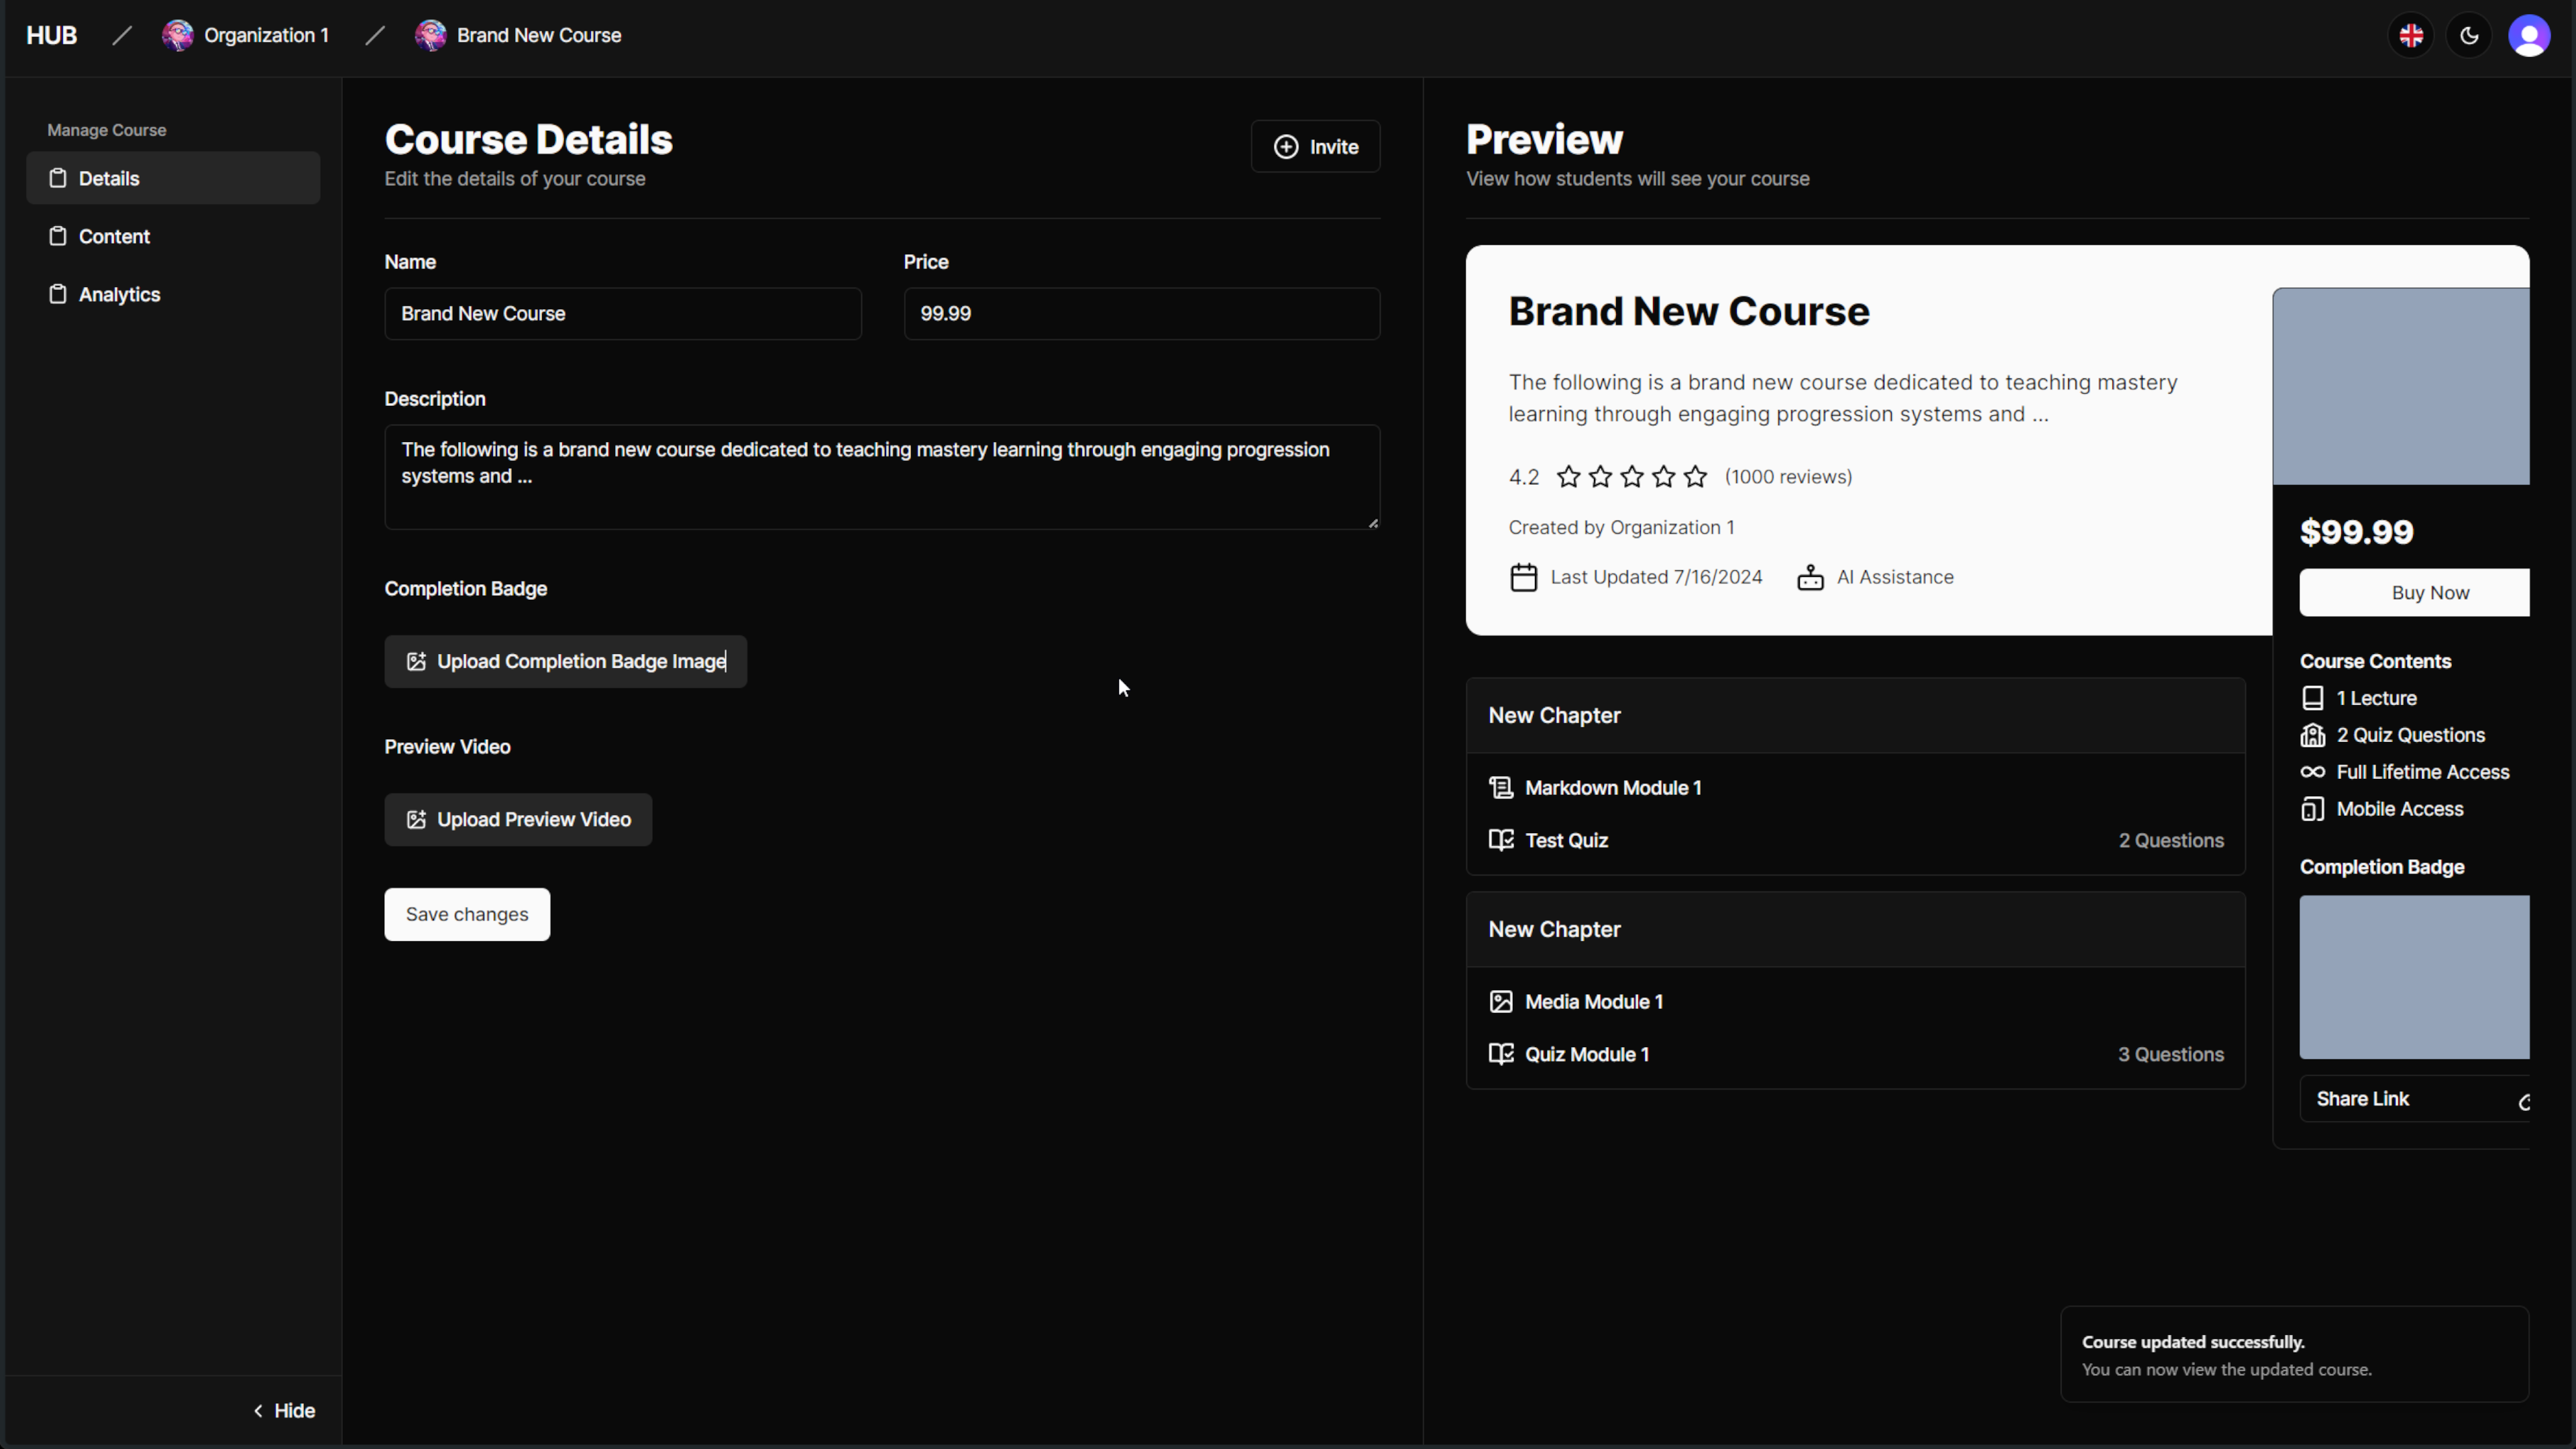 HUB
Organization 1
Brand New Course
Manage Course
Details
Content
Analytics
Hide
Course Details
Edit the details of your course
Invite
Name
Brand New Course
Price
99.99
Description
The following is a brand new course dedicated to teaching mastery learning through engaging progression
systems and ...
Completion Badge
Upload Completion Badge Image
Preview Video
Upload Preview Video
Save changes
Preview
View how students will see your course
Brand New Course
The following is a brand new course dedicated to teaching mastery
learning through engaging progression systems and ...
4.2 (1000 reviews)
Created by Organization 1
Last Updated 7/16/2024 AI Assistance
New Chapter
Markdown Module 1
Test Quiz 2 Questions
New Chapter
Media Module 1
Quiz Module 1 3 Questions
$99.99
Buy Now
Course Contents
1 Lecture
2 Quiz Questions
Full Lifetime Access
Mobile Access
Completion Badge
Share Link
Course updated successfully.
You can now view the updated course.